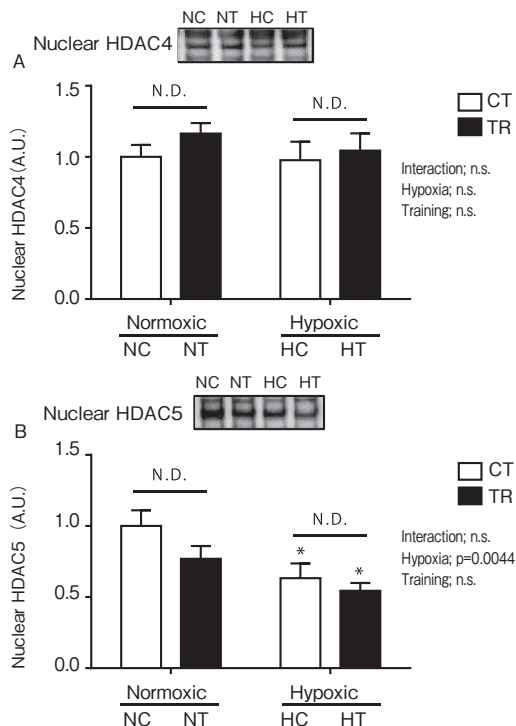 NC NT HC HT
Nuclear HDAC4
A
Nuclear HDAC4 (A.U.)
1.5
1.0
0.5
0.0
N.D.
N.D.
CT
TR
Interaction; n.s.
Hypoxia; n.s.
Training; n.s.
Normoxic Hypoxic
NC NT HC HT
NC NT HC HT
Nuclear HDAC5
B
Nuclear HDAC5 (A.U.)
1.5
1.0
0.5
0.0
N.D.
N.D.
* *
CT
TR
Interaction; n.s.
Hypoxia; p=0.0044
Training; n.s.
Normoxic Hypoxic
NC NT HC HT